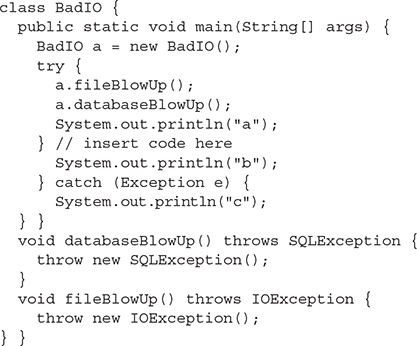 class BadIO {
  public static void main(String[] args) {
    BadIO a = new BadIO();
    try {
      a.fileBlowUp();
      a.databaseBlowUp();
      System.out.println("a");
    } // insert code here
      System.out.println("b");
    } catch (Exception e) {
      System.out.println("c");
  } }
  void databaseBlowUp() throws SQLException {
    throw new SQLException();
  }
  void fileBlowUp() throws IOException {
    throw new IOException();
} }